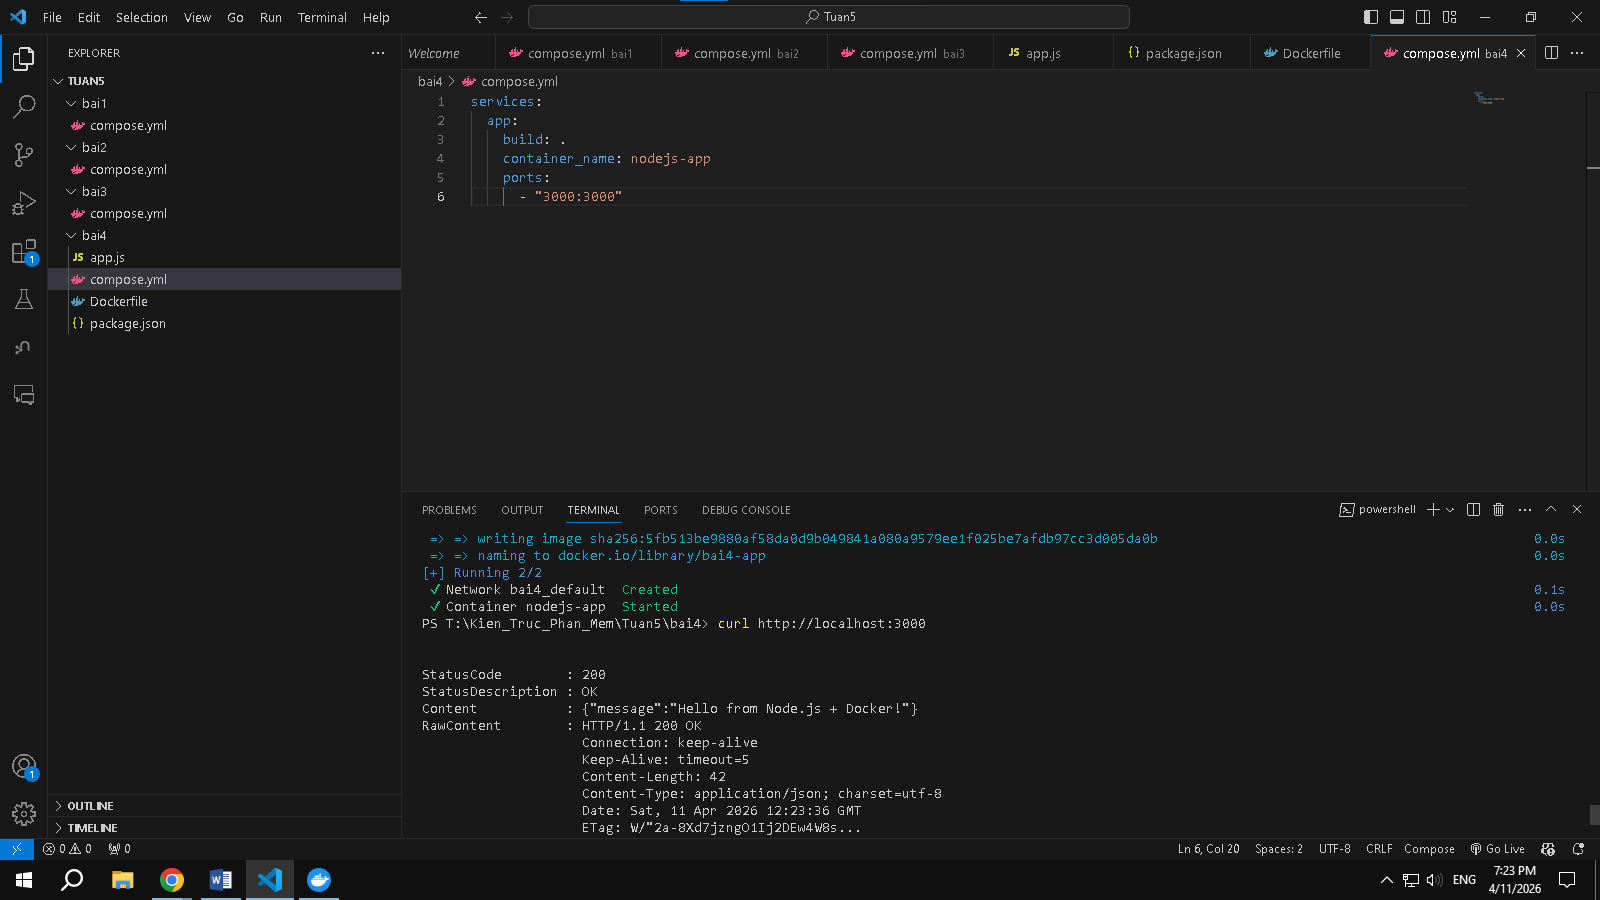 File Edit Selection View Go Run Terminal Help
Tuan5
EXPLORER
TUAN5
bai1
compose.yml
bai2
compose.yml
bai3
compose.yml
bai4
JS app.js
compose.yml
Dockerfile
{} package.json
OUTLINE
TIMELINE
1
1
Welcome compose.yml bai1 compose.yml bai2 compose.yml bai3 JS app.js {} package.json Dockerfile compose.yml bai4
bai4 > compose.yml
1 services:
2 app:
3 build: .
4 container_name: nodejs-app
5 ports:
6 - "3000:3000"
PROBLEMS OUTPUT TERMINAL PORTS DEBUG CONSOLE
powershell
=> => writing image sha256:5fb513be9880af58da0d9b049841a080a9579ee1f025be7afdb97cc3d005da0b 0.0s
=> => naming to docker.io/library/bai4-app 0.0s
[+] Running 2/2
✓ Network bai4_default Created 0.1s
✓ Container nodejs-app Started 0.0s
PS T:\Kien_Truc_Phan_Mem\Tuan5\bai4> curl http://localhost:3000
StatusCode : 200
StatusDescription : OK
Content : {"message":"Hello from Node.js + Docker!"}
RawContent : HTTP/1.1 200 OK
Connection: keep-alive
Keep-Alive: timeout=5
Content-Length: 42
Content-Type: application/json; charset=utf-8
Date: Sat, 11 Apr 2026 12:23:36 GMT
ETag: W/"2a-8Xd7jzngO1Ij2DEw4W8s...
0 0 0
Ln 6, Col 20 Spaces: 2 UTF-8 CRLF Compose Go Live
ENG
7:23 PM
4/11/2026